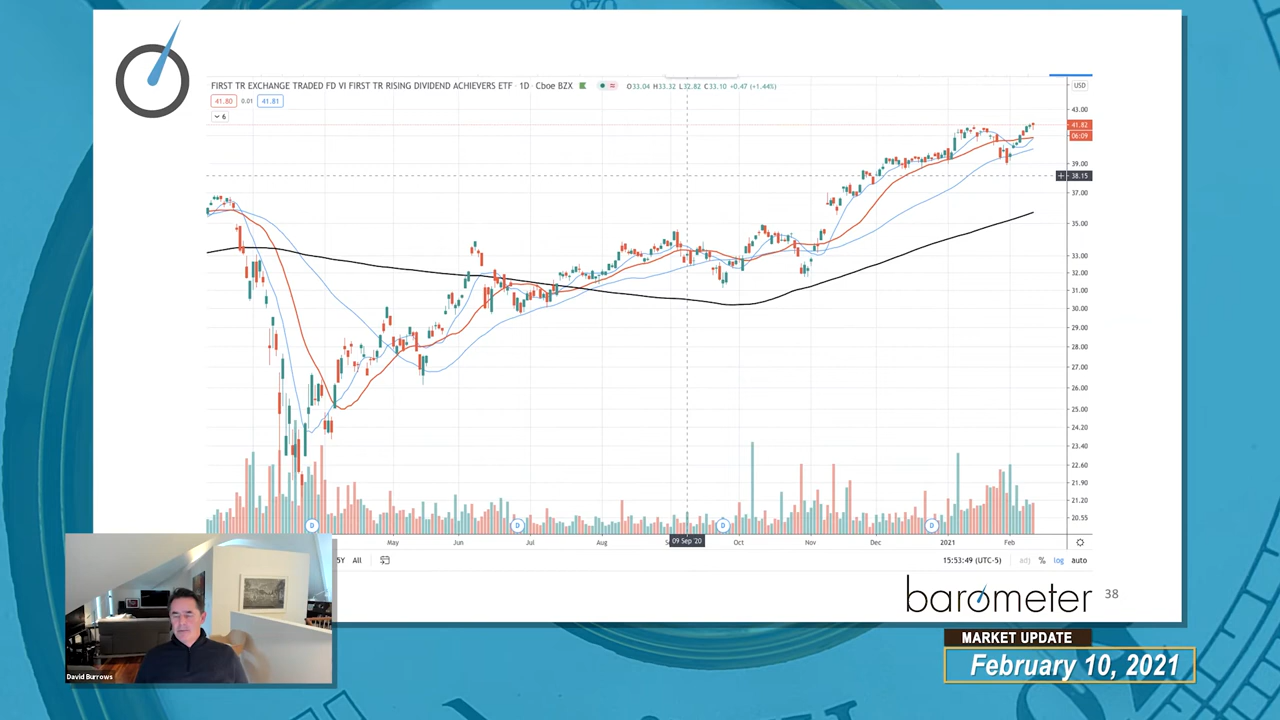 FIRST TR EXCHANGE TRADED FD VI FIRST TR RISING DIVIDEND ACHIEVERS ETF · 1D · Cboe BZX
O33.04 H33.32 L32.82 C33.10 +0.47 (+1.44%)
USD
41.80 0.01 41.81
6
43.00
41.82
06:09
39.00
38.15
37.00
35.00
33.00
32.00
31.00
30.00
29.00
28.00
27.00
26.00
25.00
24.20
23.40
22.60
21.90
21.20
20.55
D D D D
May Jun Jul Aug 09 Sep '20 Oct Nov Dec 2021 Feb
5Y All
15:53:49 (UTC-5) adj % log auto
barometer 38
David Burrows
MARKET UPDATE
February 10, 2021